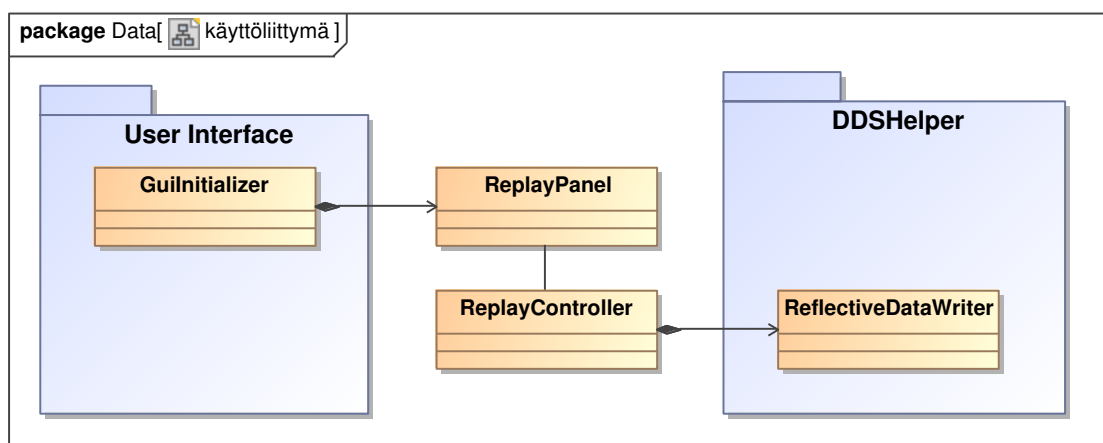 package Data[ käyttöliittymä ]
User Interface
DDSHelper
GuiInitializer
ReplayPanel
ReplayController
ReflectiveDataWriter